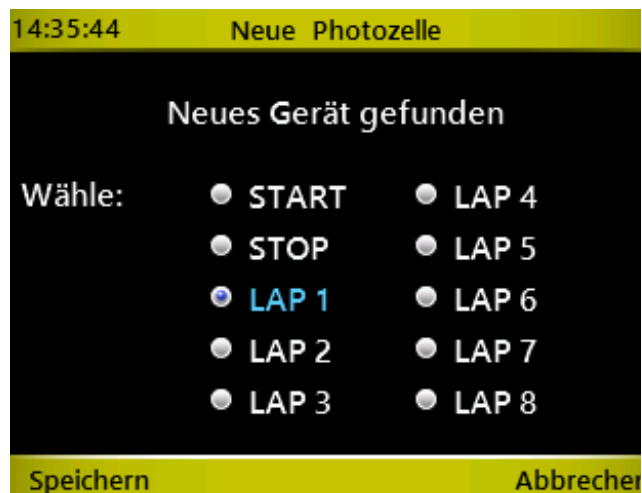 14:35:44 Neue Photozelle
Neues Gerät gefunden
Wähle:
START
STOP
LAP 1
LAP 2
LAP 3
LAP 4
LAP 5
LAP 6
LAP 7
LAP 8
Speichern Abbrechen